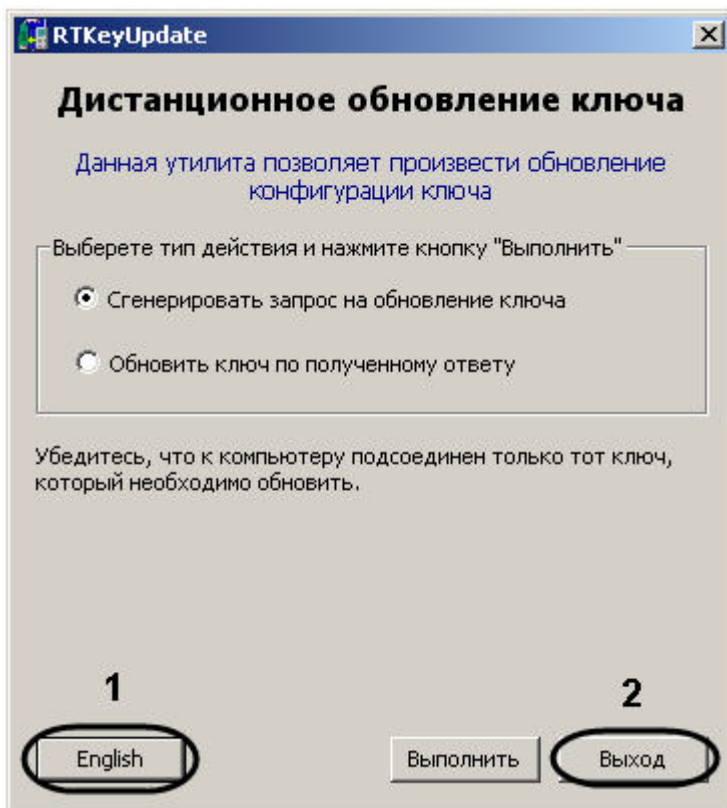 RTKeyUpdate
Дистанционное обновление ключа
Данная утилита позволяет произвести обновление
конфигурации ключа
Выберете тип действия и нажмите кнопку "Выполнить"
Сгенерировать запрос на обновление ключа
Обновить ключ по полученному ответу
Убедитесь, что к компьютеру подсоединен только тот ключ,
который необходимо обновить.
1
2
English
Выполнить
Выход